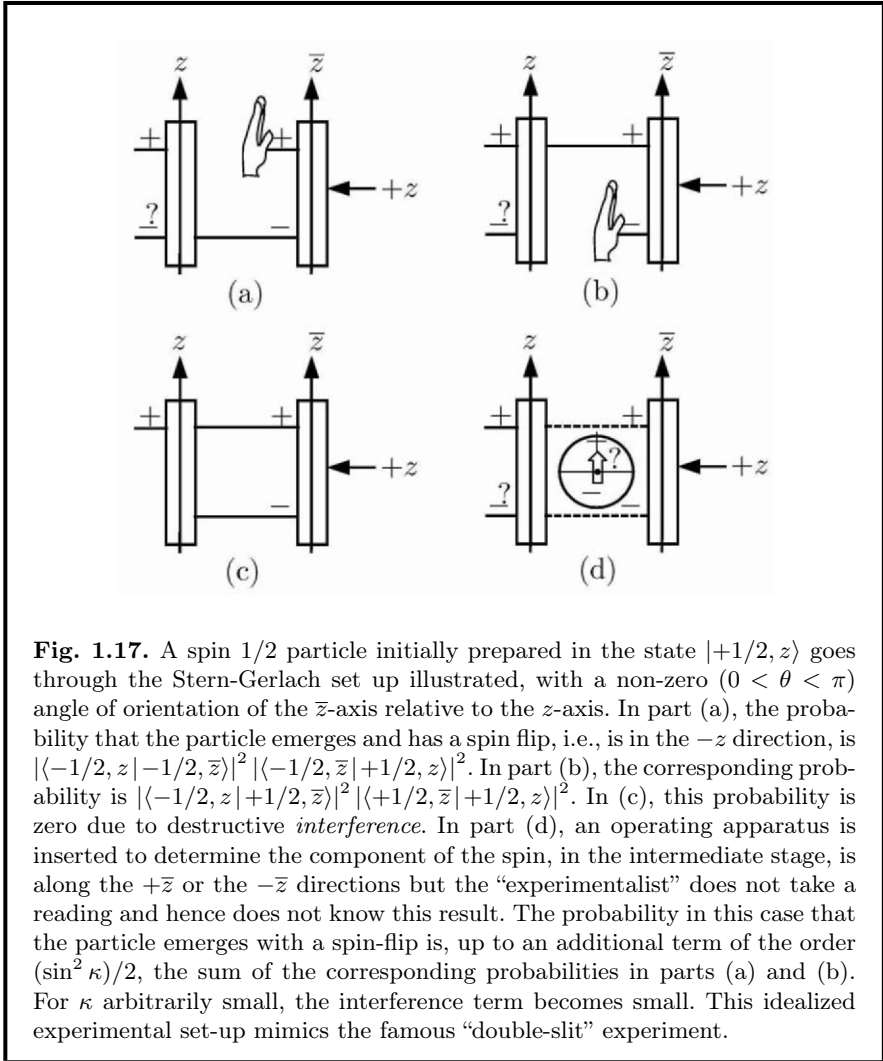 z z̅
+ + +z
? − −
(a)
z z̅
+ + +z
? − −
(b)
z z̅
+ + +z
−
(c)
z z̅
+ + + ? +z
? − − −
(d)
Fig. 1.17. A spin 1/2 particle initially prepared in the state |+1/2, z⟩ goes
through the Stern-Gerlach set up illustrated, with a non-zero (0 < θ < π)
angle of orientation of the z̅-axis relative to the z-axis. In part (a), the proba-
bility that the particle emerges and has a spin flip, i.e., is in the −z direction, is
|⟨−1/2, z | −1/2, z̅⟩|² |⟨−1/2, z̅ | +1/2, z⟩|². In part (b), the corresponding prob-
ability is |⟨−1/2, z | +1/2, z̅⟩|² |⟨+1/2, z̅ | +1/2, z⟩|². In (c), this probability is
zero due to destructive interference. In part (d), an operating apparatus is
inserted to determine the component of the spin, in the intermediate stage, is
along the +z̅ or the −z̅ directions but the “experimentalist” does not take a
reading and hence does not know this result. The probability in this case that
the particle emerges with a spin-flip is, up to an additional term of the order
(sin² κ)/2, the sum of the corresponding probabilities in parts (a) and (b).
For κ arbitrarily small, the interference term becomes small. This idealized
experimental set-up mimics the famous “double-slit” experiment.